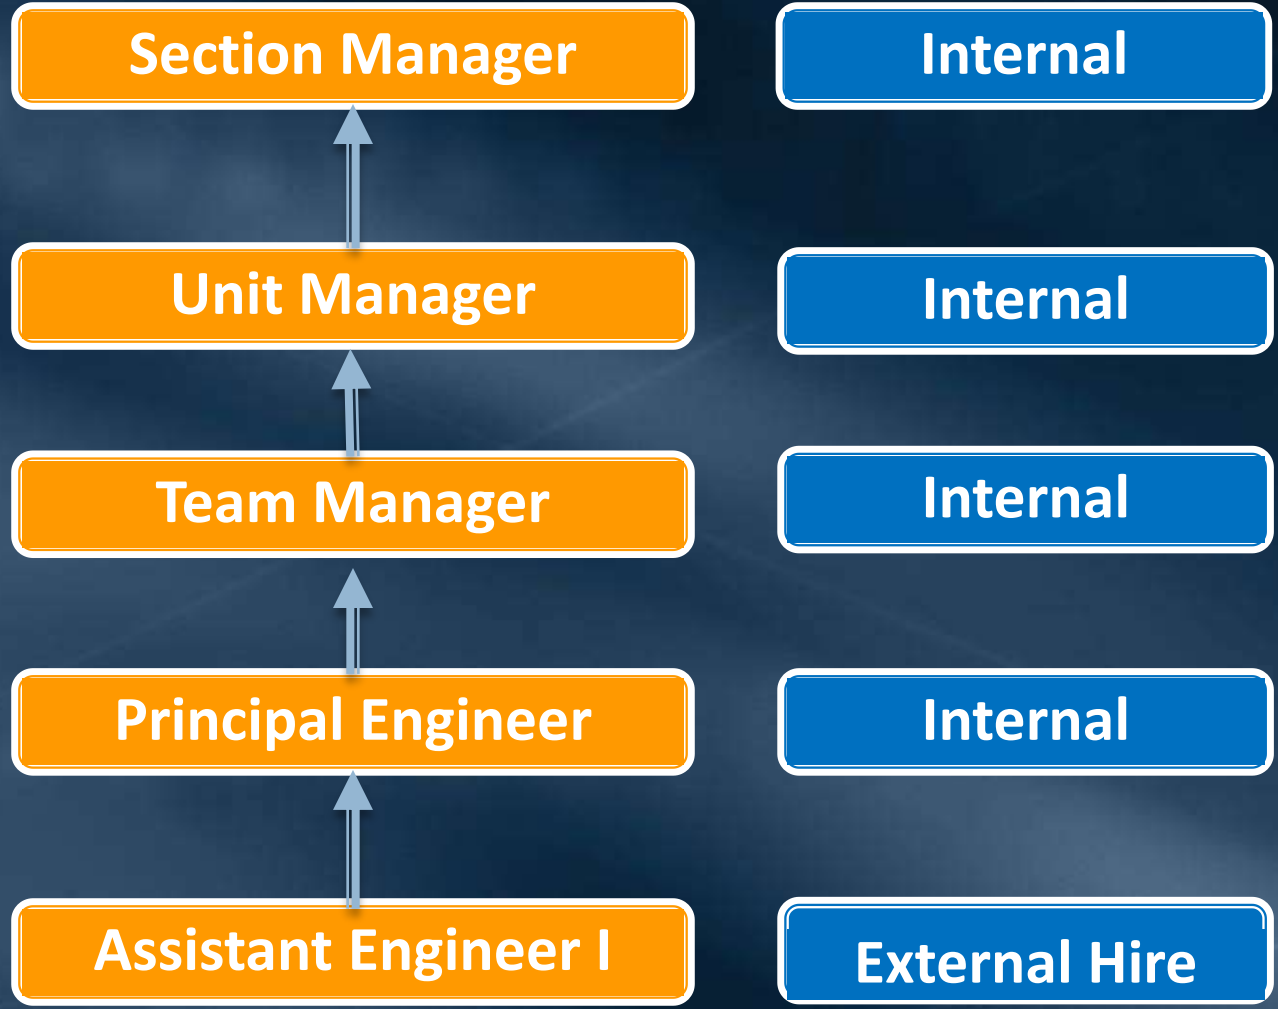 Section Manager
Internal
Unit Manager
Internal
Team Manager
Internal
Principal Engineer
Internal
Assistant Engineer I
External Hire